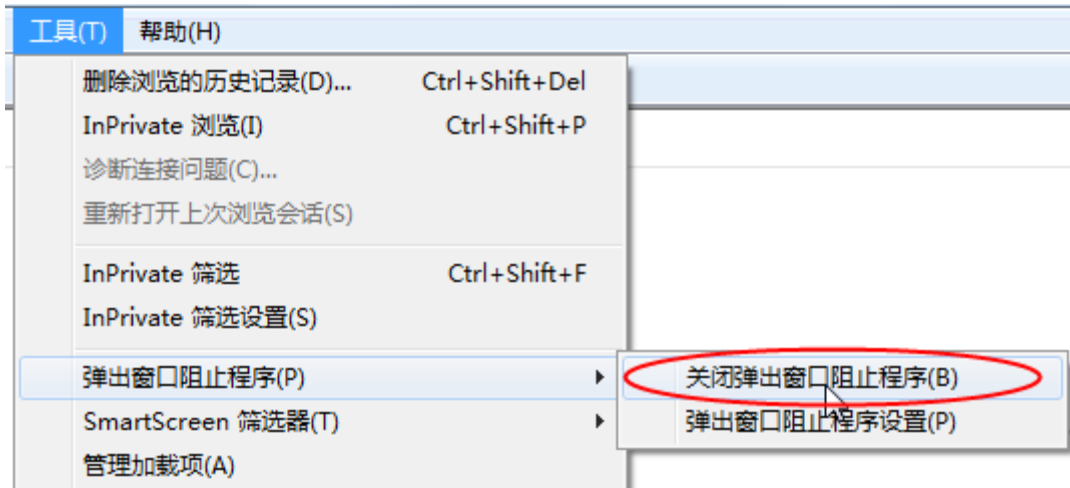 工具(T) 帮助(H)
删除浏览的历史记录(D)... Ctrl+Shift+Del
InPrivate 浏览(I) Ctrl+Shift+P
诊断连接问题(C)...
重新打开上次浏览会话(S)
InPrivate 筛选 Ctrl+Shift+F
InPrivate 筛选设置(S)
弹出窗口阻止程序(P) 关闭弹出窗口阻止程序(B)
SmartScreen 筛选器(T) 弹出窗口阻止程序设置(P)
管理加载项(A)